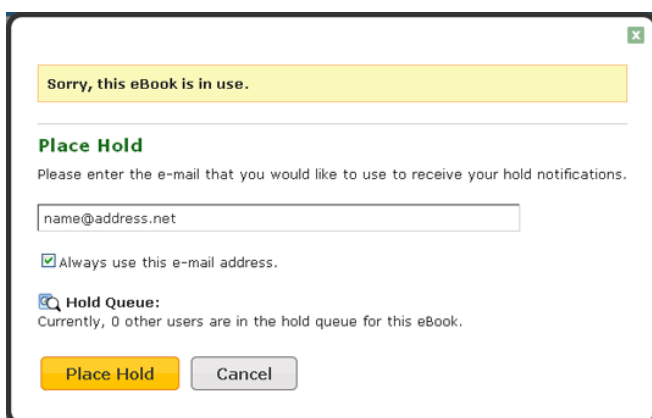 x
Sorry, this eBook is in use.
Place Hold
Please enter the e-mail that you would like to use to receive your hold notifications.
name@address.net
Always use this e-mail address.
Hold Queue:
Currently, 0 other users are in the hold queue for this eBook.
Place Hold Cancel